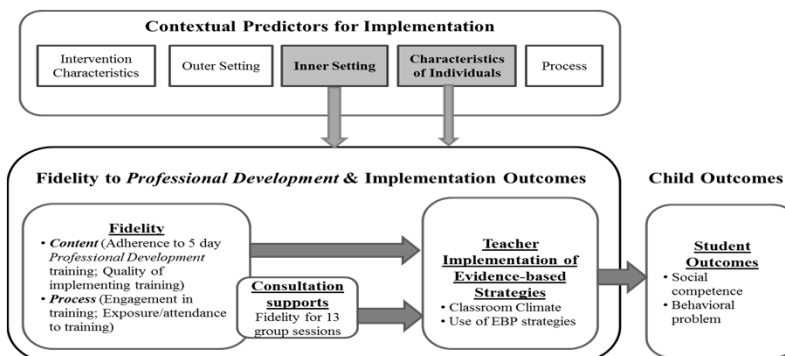 Contextual Predictors for Implementation
Intervention
Characteristics
Outer Setting
Inner Setting
Characteristics
of Individuals
Process
Fidelity to Professional Development & Implementation Outcomes
Child Outcomes
Fidelity
• Content (Adherence to 5 day
Professional Development
training; Quality of
implementing training)
• Process (Engagement in
training; Exposure/attendance
to training)
Consultation
supports
Fidelity for 13
group sessions
Teacher
Implementation of
Evidence-based
Strategies
• Classroom Climate
• Use of EBP strategies
Student
Outcomes
• Social
competence
• Behavioral
problem